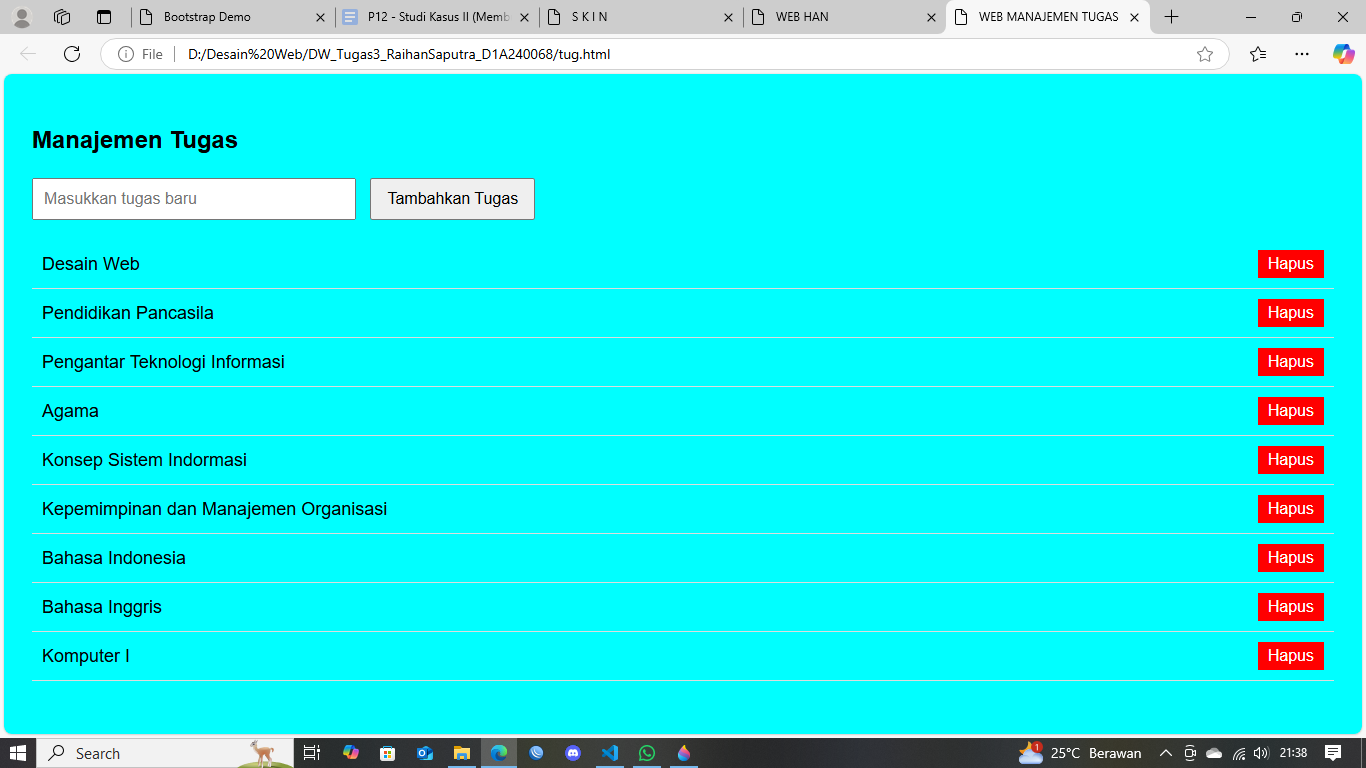 Bootstrap Demo
P12 - Studi Kasus II (Memb
S K I N
WEB HAN
WEB MANAJEMEN TUGAS
File
D:/Desain%20Web/DW_Tugas3_RaihanSaputra_D1A240068/tug.html
Manajemen Tugas
Masukkan tugas baru
Tambahkan Tugas
Desain Web Hapus
Pendidikan Pancasila Hapus
Pengantar Teknologi Informasi Hapus
Agama Hapus
Konsep Sistem Indormasi Hapus
Kepemimpinan dan Manajemen Organisasi Hapus
Bahasa Indonesia Hapus
Bahasa Inggris Hapus
Komputer I Hapus
Search
1
25°C Berawan
21:38